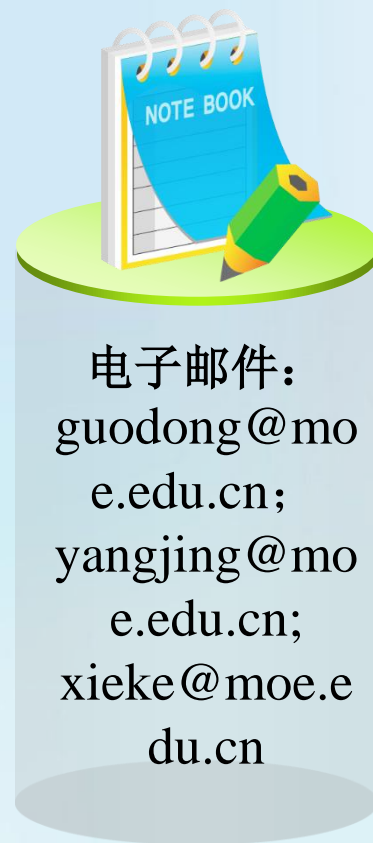 NOTE BOOK
电子邮件：
guodong@mo
e.edu.cn；
yangjing@mo
e.edu.cn;
xieke@moe.e
du.cn